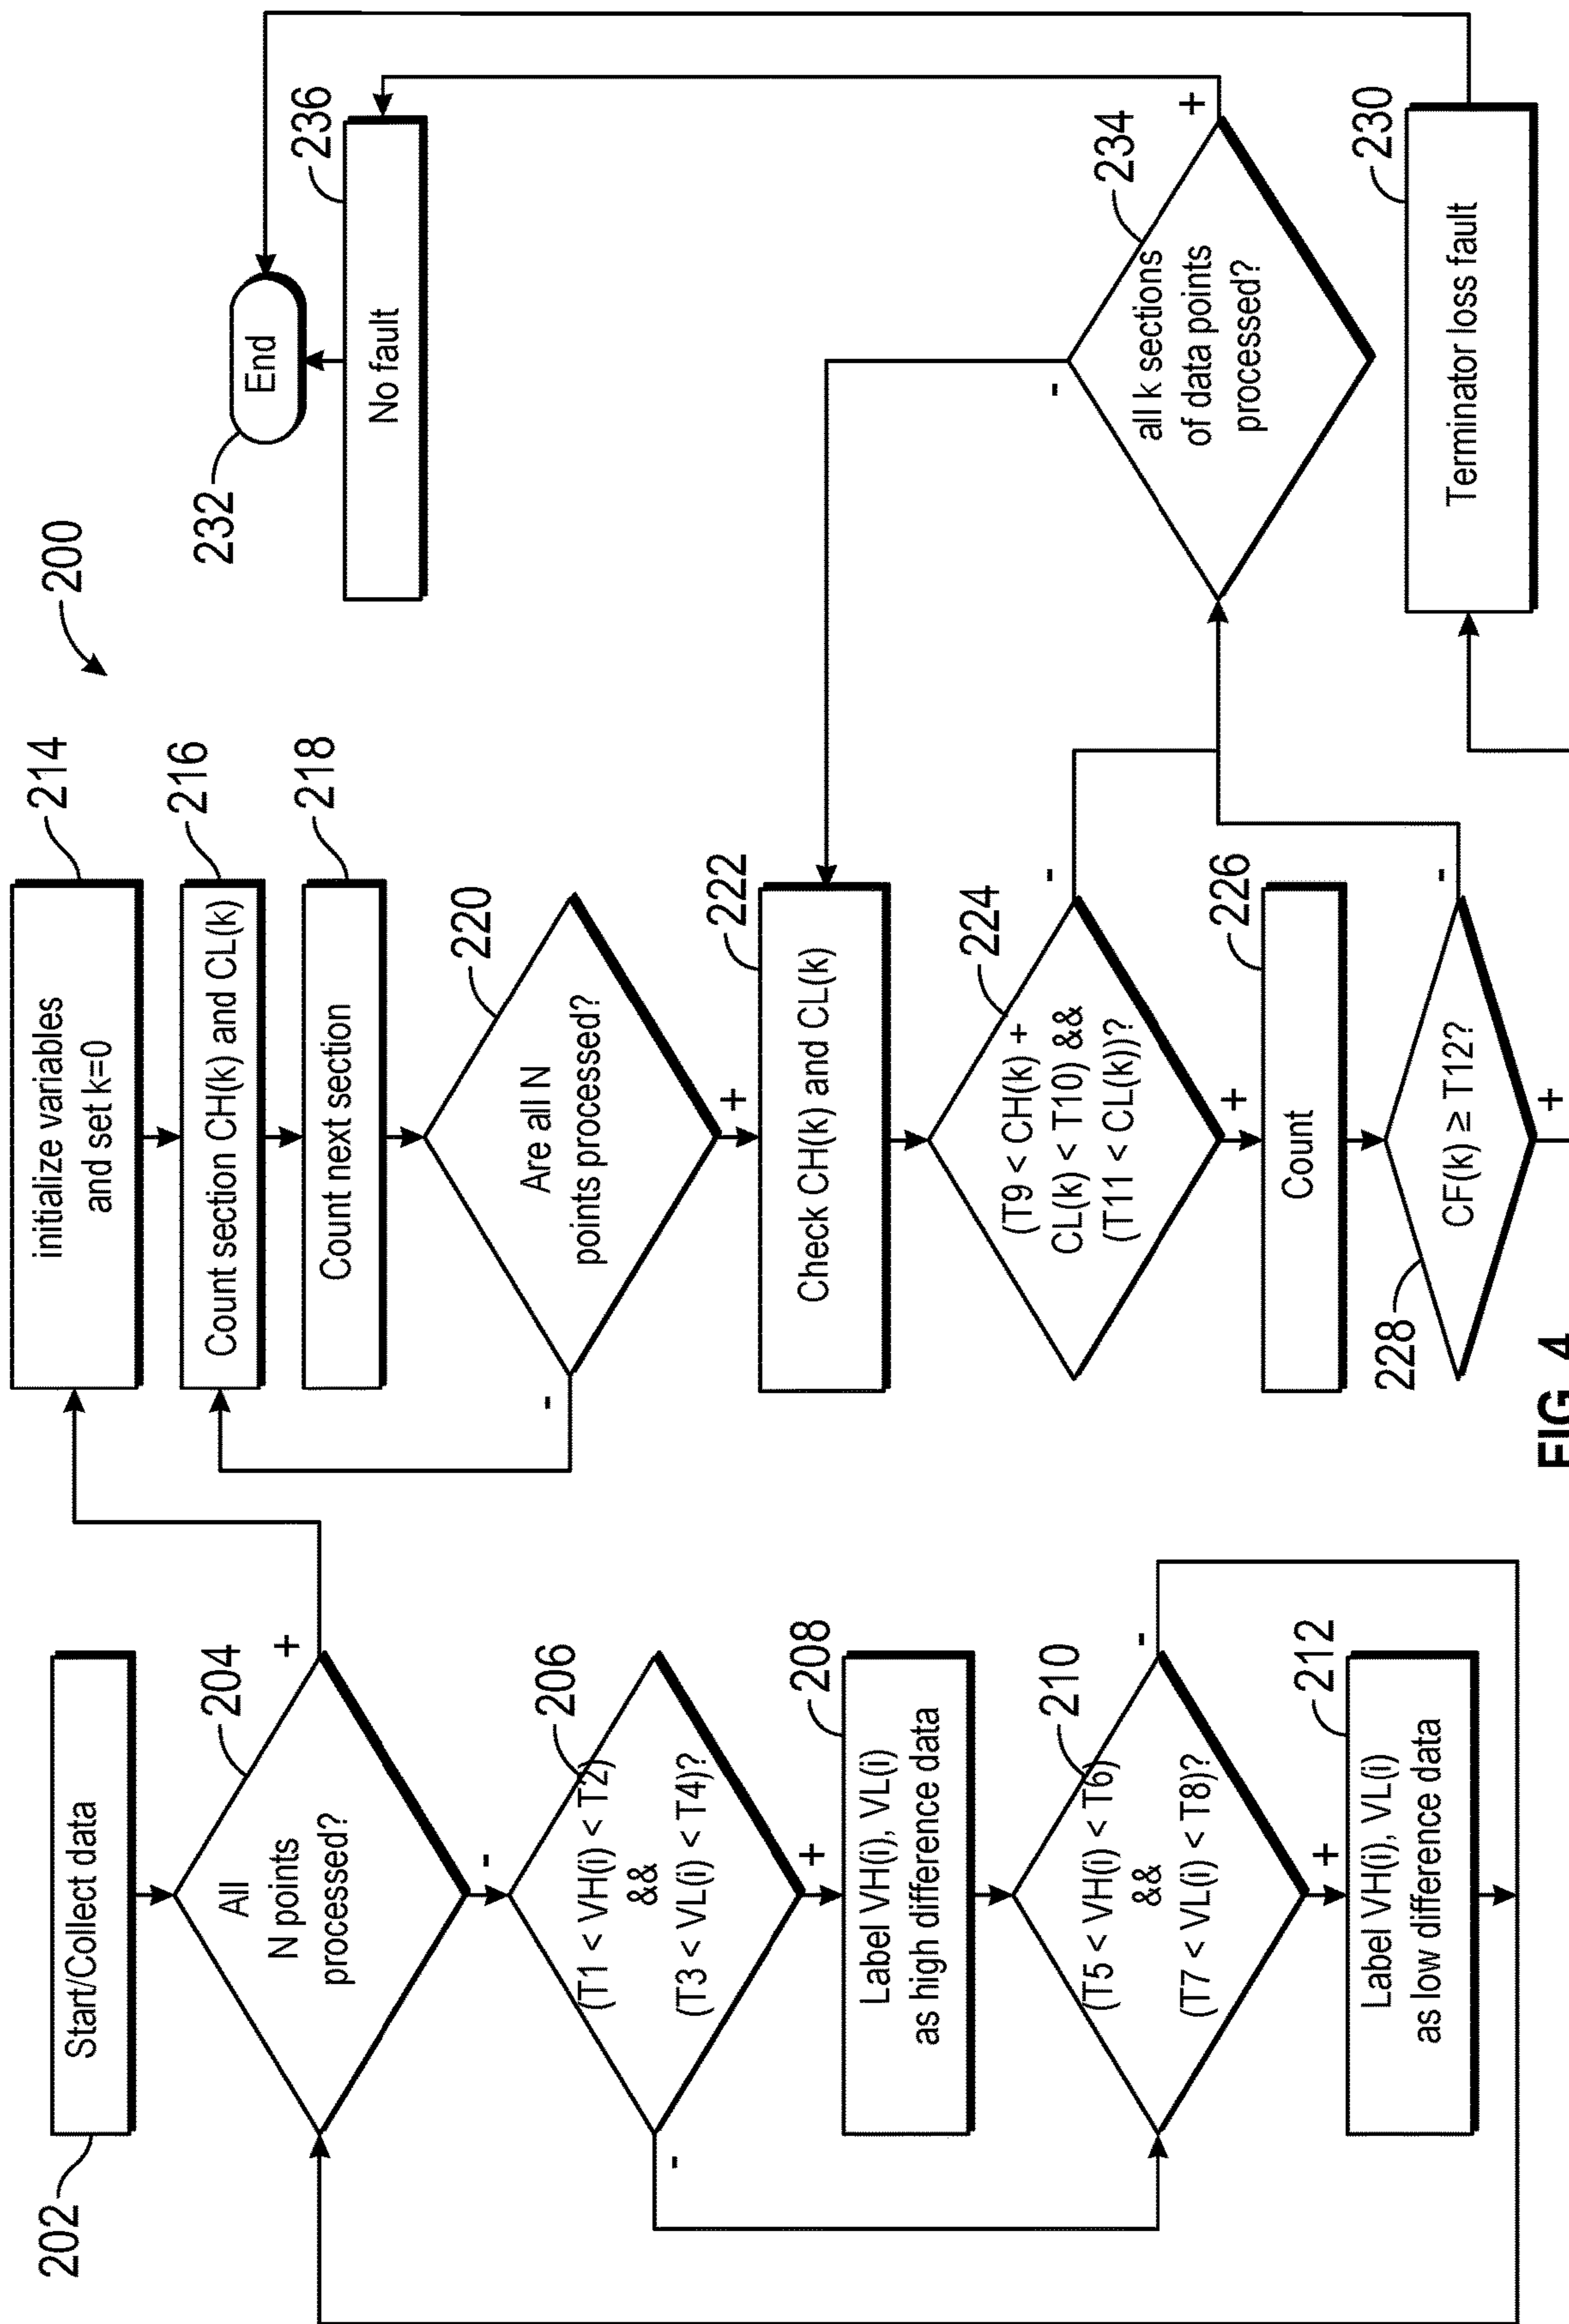 200
202
Start/Collect data
204
All
N points
processed?
+
-
206
(T1 < VH(i) < T2)
&&
(T3 < VL(i) < T4)?
-
+
208
Label VH(i), VL(i)
as high difference data
210
(T5 < VH(i) < T6)
&&
(T7 < VL(i) < T8)?
-
+
212
Label VH(i), VL(i)
as low difference data
214
initialize variables
and set k=0
216
Count section CH(k) and CL(k)
218
Count next section
220
Are all N
points processed?
-
+
222
Check CH(k) and CL(k)
224
(T9 < CH(k) +
CL(k) < T10) &&
(T11 < CL(k))?
-
+
226
Count
228
CF(k) ≥ T12?
-
+
232
End
236
No fault
234
all k sections
of data points
processed?
-
+
230
Terminator loss fault
FIG. 4